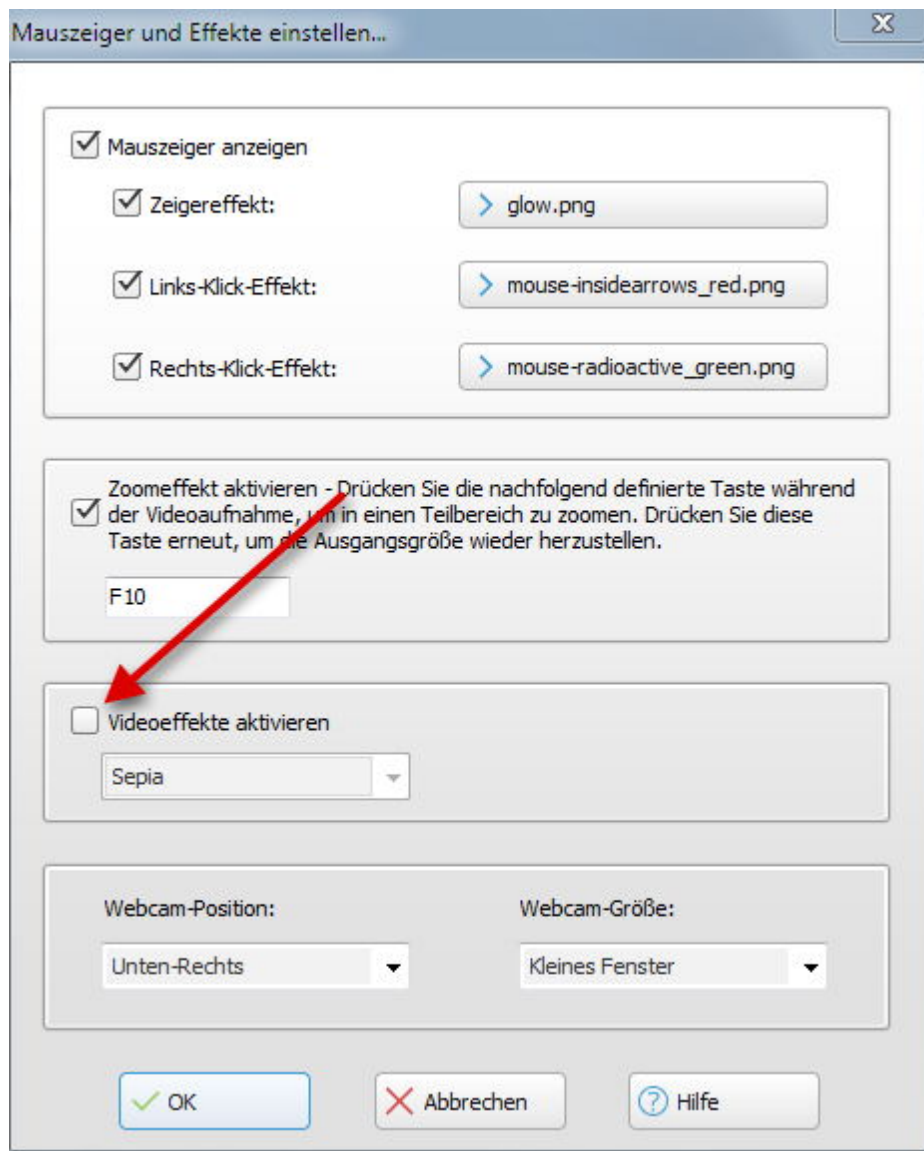 Mauszeiger und Effekte einstellen...
Mauszeiger anzeigen
Zeigereffekt:
glow.png
Links-Klick-Effekt:
mouse-insidearrows_red.png
Rechts-Klick-Effekt:
mouse-radioactive_green.png
Zoomeffekt aktivieren - Drücken Sie die nachfolgend definierte Taste während
der Videoaufnahme, um in einen Teilbereich zu zoomen. Drücken Sie diese
Taste erneut, um die Ausgangsgröße wieder herzustellen.
F10
Videoeffekte aktivieren
Sepia
Webcam-Position:
Webcam-Größe:
Unten-Rechts
Kleines Fenster
OK
Abbrechen
Hilfe